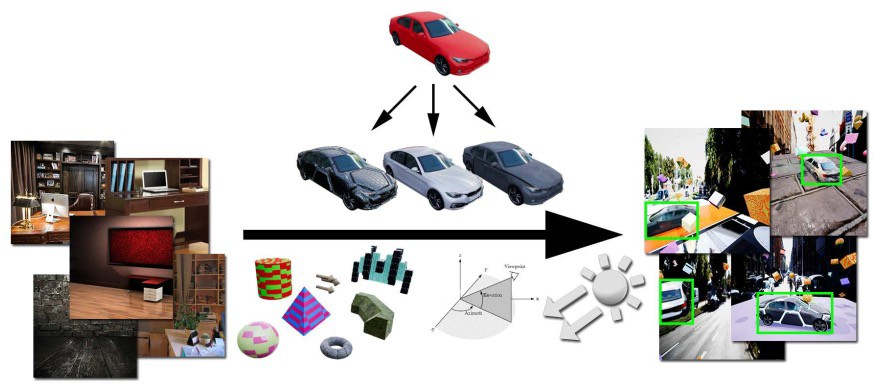 z
Viewpoint
y
Elevation
x
Azimuth
o